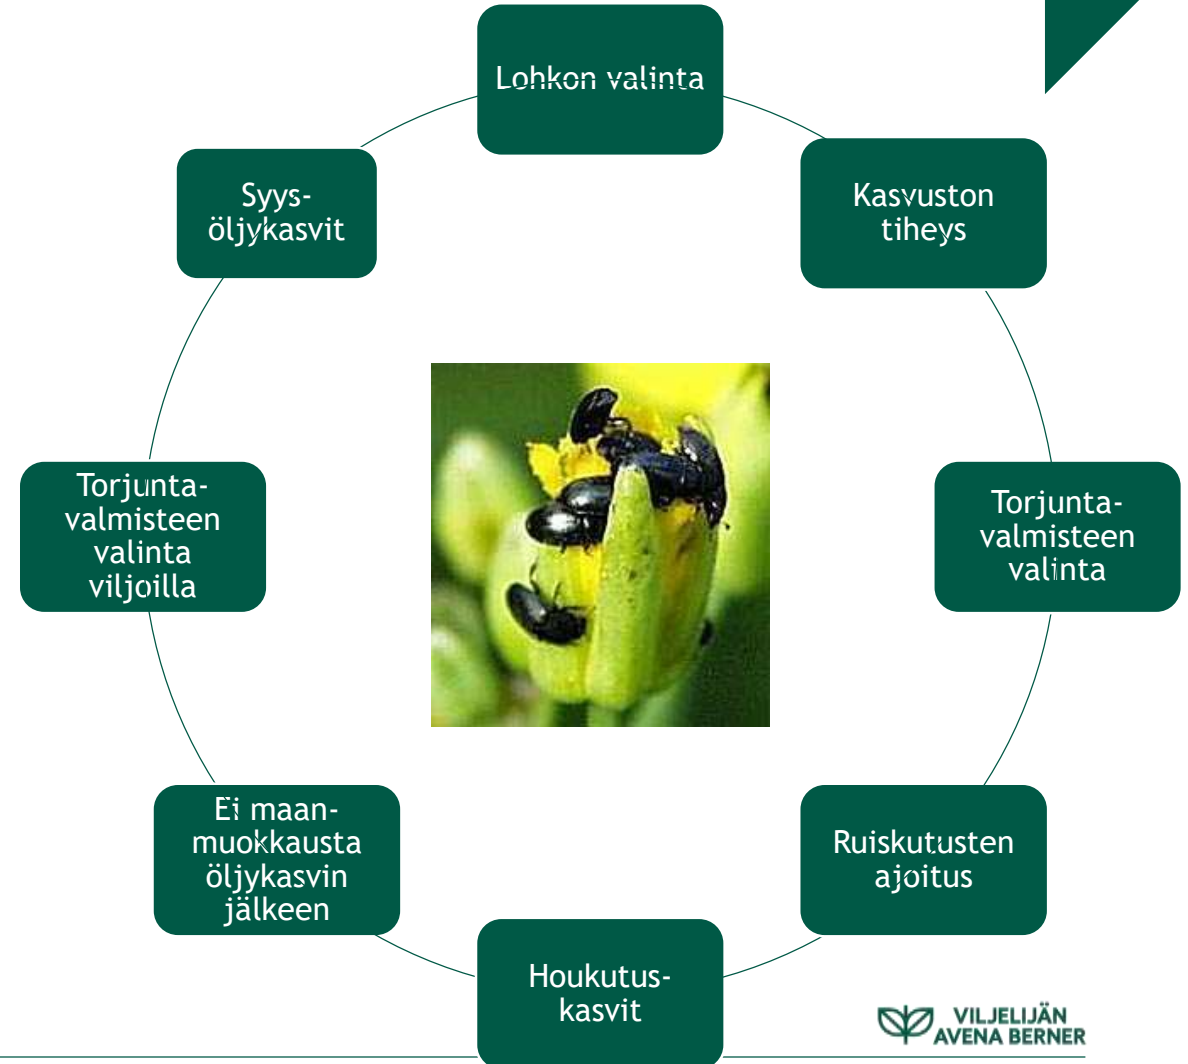 Lohkon valinta
Kasvuston
tiheys
Torjunta-
valmisteen
valinta
Ruiskutusten
ajoitus
Houkutus-
kasvit
Ei maan-
muokkausta
öljykasvin
jälkeen
Torjunta-
valmisteen
valinta
viljoilla
Syys-
öljykasvit
VILJELIJÄN
AVENA BERNER